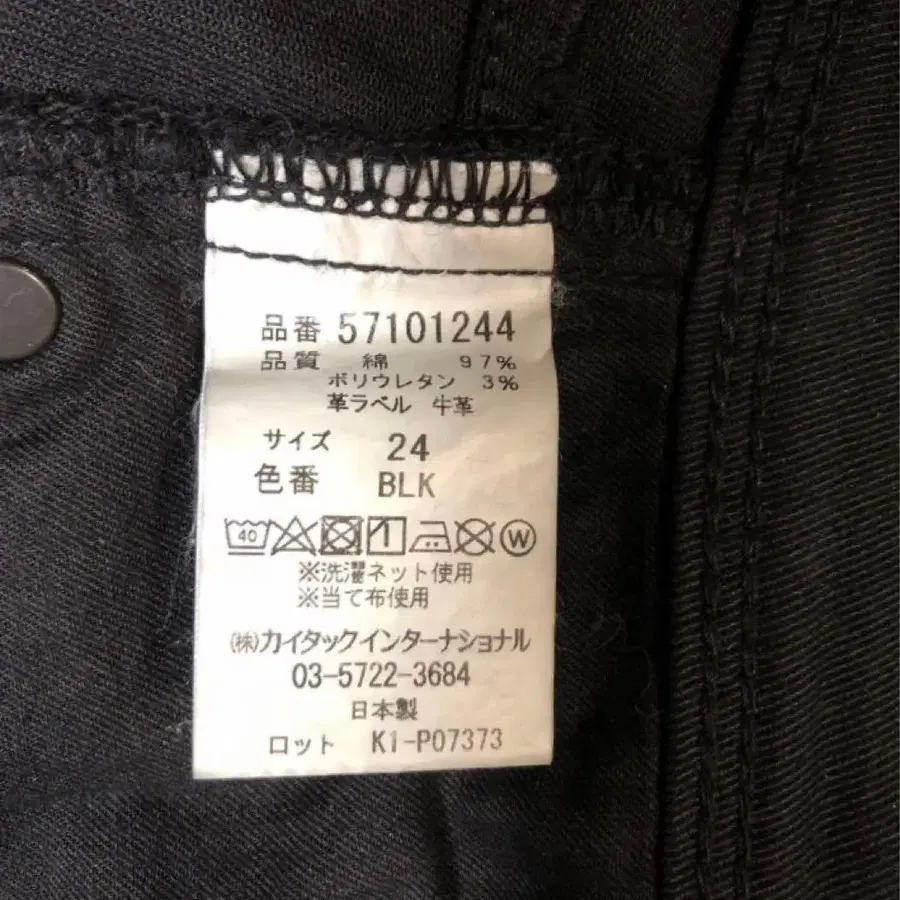 品番 57101244
品質 綿 97%
ポリウレタン 3%
革ラベル 牛革
サイズ 24
色番 BLK
40 W
※洗濯ネット使用
※当て布使用
㈱カイタックインターナショナル
03-5722-3684
日本製
ロット K1-P07373